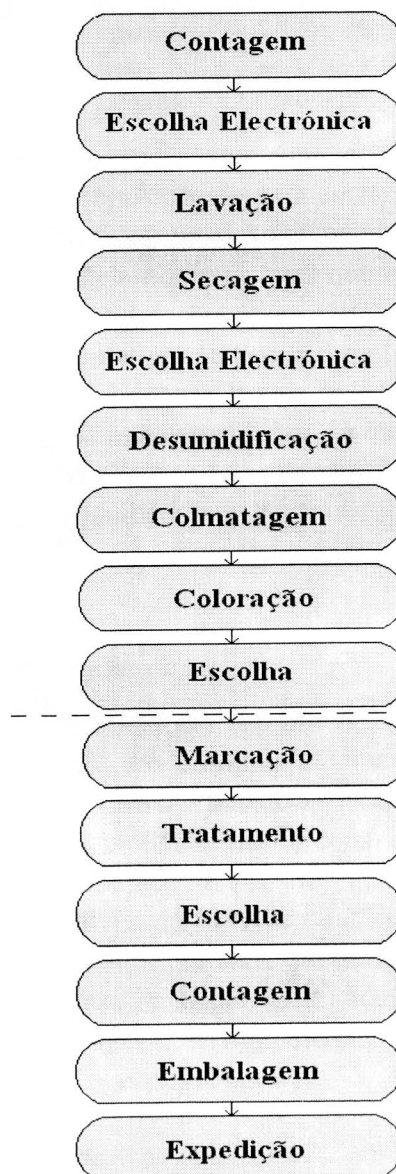 Contagem
Escolha Electrónica
Lavação
Secagem
Escolha Electrónica
Desumidificação
Colmatagem
Coloração
Escolha
Marcação
Tratamento
Escolha
Contagem
Embalagem
Expedição